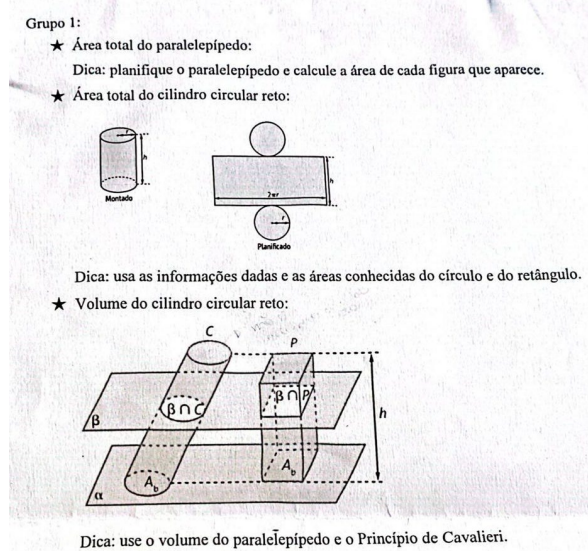 Grupo 1:
★ Área total do paralelepípedo:
Dica: planifique o paralelepípedo e calcule a área de cada figura que aparece.
★ Área total do cilindro circular reto:
r
h
Montado
h
2πr
r
Planificado
Dica: usa as informações dadas e as áreas conhecidas do círculo e do retângulo.
★ Volume do cilindro circular reto:
C
P
β∩C
β∩P
β
h
A_b
A_b
α
Dica: use o volume do paralelepípedo e o Princípio de Cavalieri.